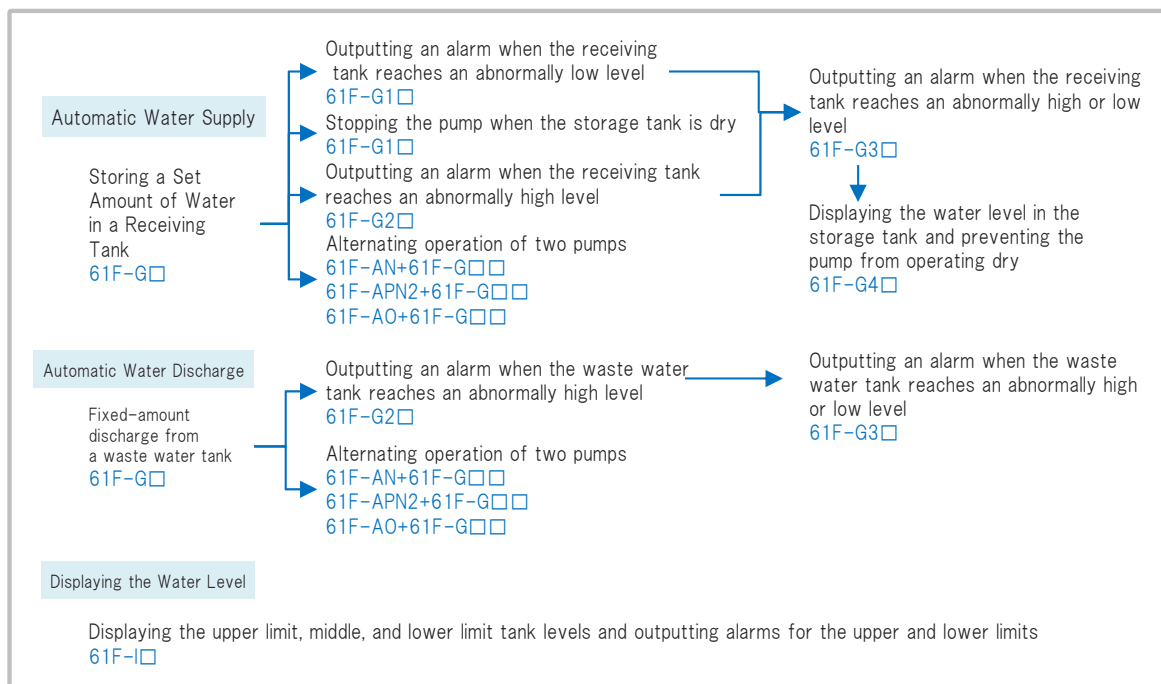 Automatic Water Supply
Storing a Set
Amount of Water
in a Receiving
Tank
61F-G□
Outputting an alarm when the receiving
tank reaches an abnormally low level
61F-G1□
Stopping the pump when the storage tank is dry
61F-G1□
Outputting an alarm when the receiving tank
reaches an abnormally high level
61F-G2□
Alternating operation of two pumps
61F-AN+61F-G□□
61F-APN2+61F-G□□
61F-AO+61F-G□□
Outputting an alarm when the receiving
tank reaches an abnormally high or low
level
61F-G3□
Displaying the water level in the
storage tank and preventing the
pump from operating dry
61F-G4□
Automatic Water Discharge
Fixed-amount
discharge from
a waste water tank
61F-G□
Outputting an alarm when the waste water
tank reaches an abnormally high level
61F-G2□
Alternating operation of two pumps
61F-AN+61F-G□□
61F-APN2+61F-G□□
61F-AO+61F-G□□
Outputting an alarm when the waste
water tank reaches an abnormally high
or low level
61F-G3□
Displaying the Water Level
Displaying the upper limit, middle, and lower limit tank levels and outputting alarms for the upper and lower limits
61F-I□